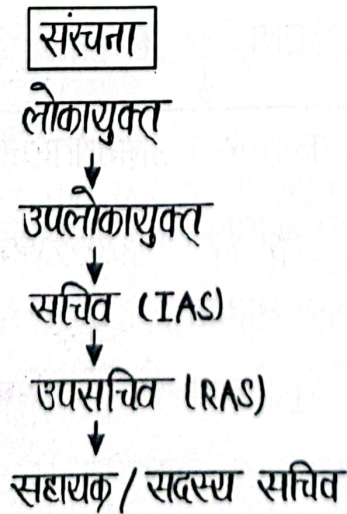 संरचना
लोकायुक्त
↓
उपलोकायुक्त
↓
सचिव (IAS)
↓
उपसचिव (RAS)
↓
सहायक / सदस्य सचिव